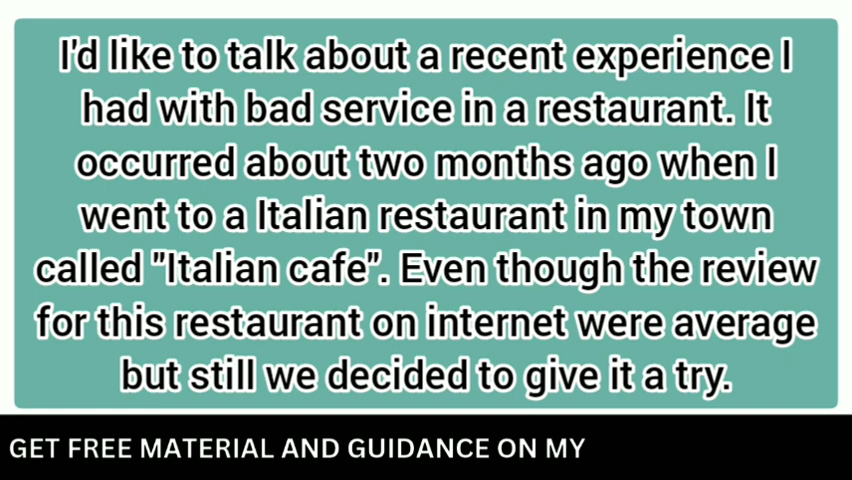 I'd like to talk about a recent experience I
had with bad service in a restaurant. It
occurred about two months ago when I
went to a Italian restaurant in my town
called "Italian cafe". Even though the review
for this restaurant on internet were average
but still we decided to give it a try.
GET FREE MATERIAL AND GUIDANCE ON MY